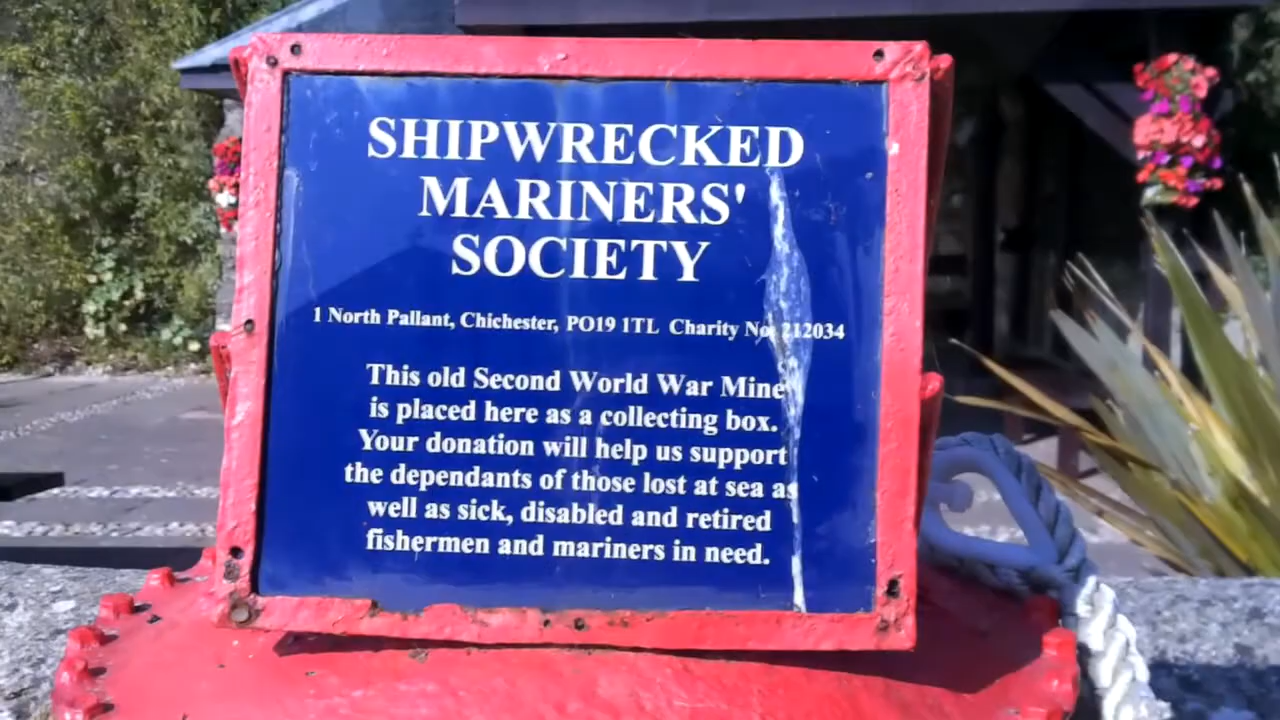 SHIPWRECKED
MARINERS'
SOCIETY
1 North Pallant, Chichester, PO19 1TL Charity No. 212034
This old Second World War Mine
is placed here as a collecting box.
Your donation will help us support
the dependants of those lost at sea as
well as sick, disabled and retired
fishermen and mariners in need.